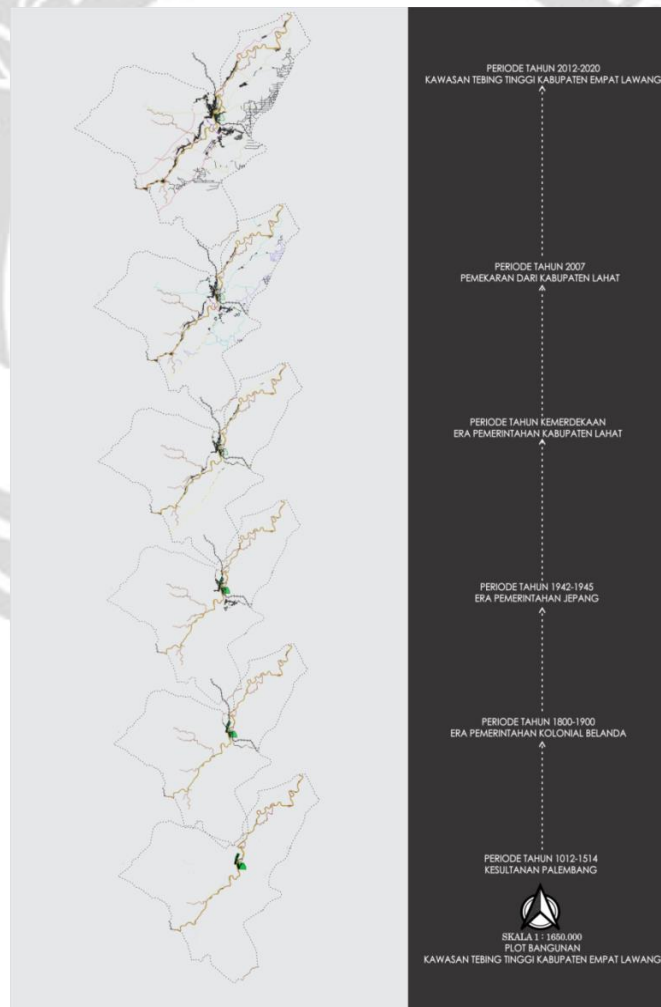 PERIODE TAHUN 2012-2020
KAWASAN TEBING TINGGI KABUPATEN EMPAT LAWANG
PERIODE TAHUN 2007
PEMEKARAN DARI KABUPATEN LAHAT
PERIODE TAHUN KEMERDEKAAN
ERA PEMERINTAHAN KABUPATEN LAHAT
PERIODE TAHUN 1942-1945
ERA PEMERINTAHAN JEPANG
PERIODE TAHUN 1800-1900
ERA PEMERINTAHAN KOLONIAL BELANDA
PERIODE TAHUN 1012-1514
KESULTANAN PALEMBANG
SKALA 1 : 1650.000
PLOT BANGUNAN
KAWASAN TEBING TINGGI KABUPATEN EMPAT LAWANG